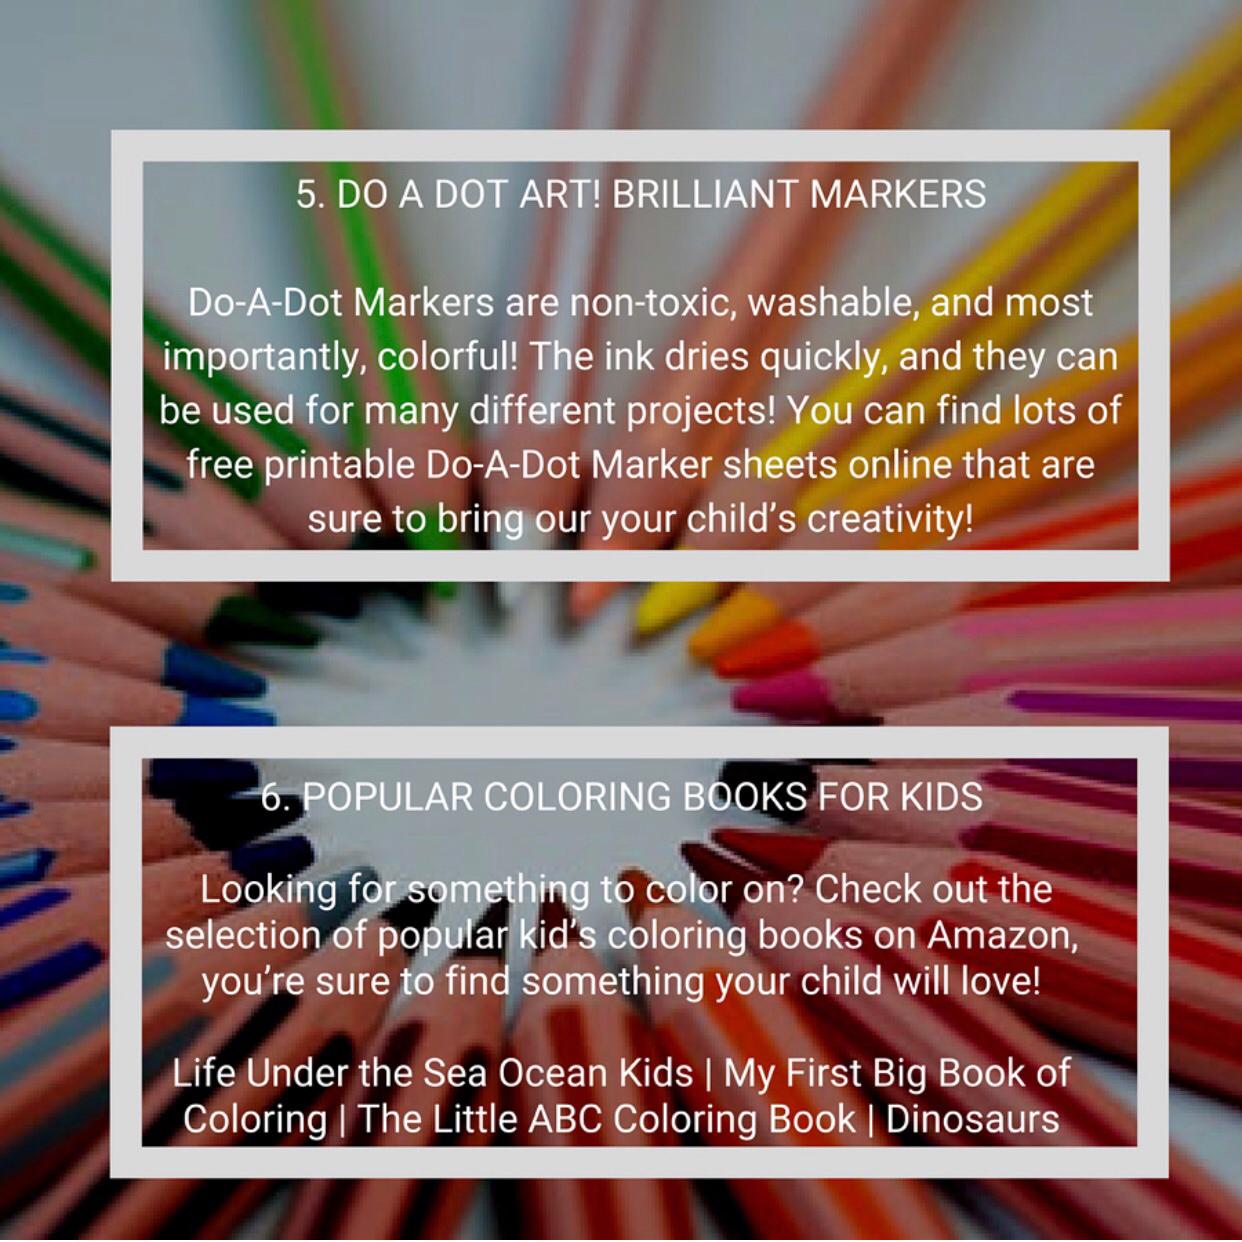 5. DO A DOT ART! BRILLIANT MARKERS
Do-A-Dot Markers are non-toxic, washable, and most
importantly, colorful! The ink dries quickly, and they can
be used for many different projects! You can find lots of
free printable Do-A-Dot Marker sheets online that are
sure to bring our your child’s creativity!
6. POPULAR COLORING BOOKS FOR KIDS
Looking for something to color on? Check out the
selection of popular kid’s coloring books on Amazon,
you’re sure to find something your child will love!
Life Under the Sea Ocean Kids | My First Big Book of
Coloring | The Little ABC Coloring Book | Dinosaurs